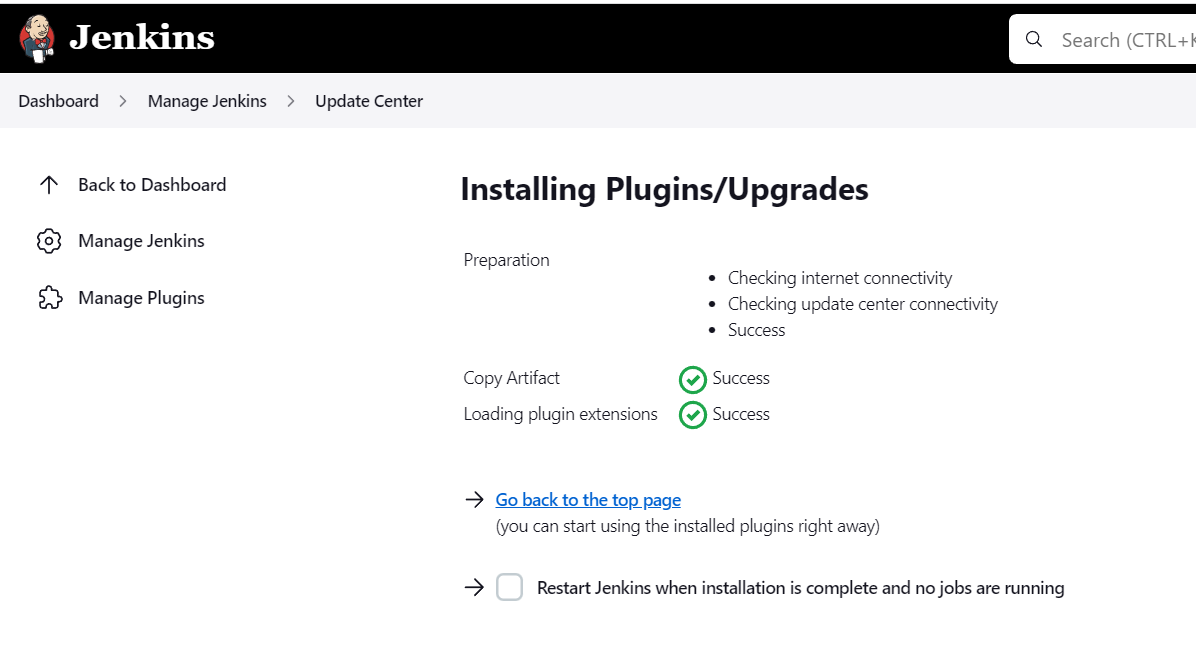 Jenkins
Search (CTRL+K
Dashboard > Manage Jenkins > Update Center
Back to Dashboard
Manage Jenkins
Manage Plugins
Installing Plugins/Upgrades
Preparation
• Checking internet connectivity
• Checking update center connectivity
• Success
Copy Artifact Success
Loading plugin extensions Success
Go back to the top page
(you can start using the installed plugins right away)
Restart Jenkins when installation is complete and no jobs are running